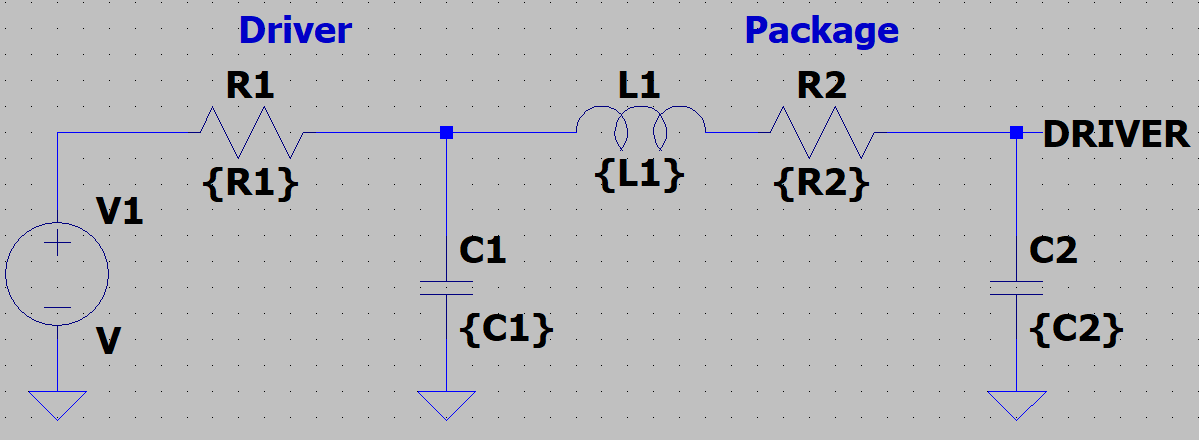 Driver
Package
R1
L1
R2
DRIVER
{R1}
{L1}
{R2}
V1
C1
C2
V
{C1}
{C2}